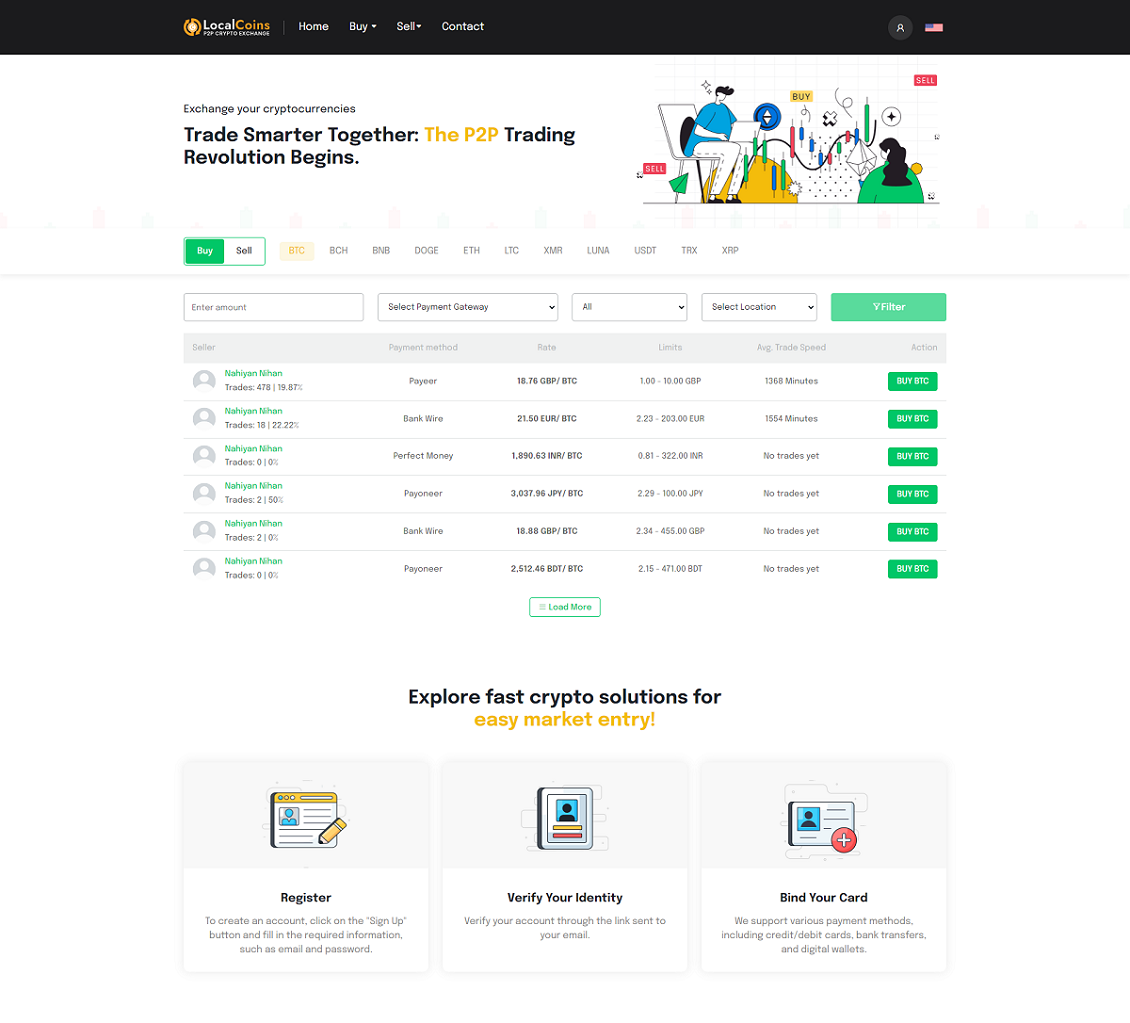 LocalCoins
P2P CRYPTO EXCHANGE
Home Buy Sell Contact
SELL
BUY
SELL
Exchange your cryptocurrencies
Trade Smarter Together: The P2P Trading
Revolution Begins.
Buy Sell BTC BCH BNB DOGE ETH LTC XMR LUNA USDT TRX XRP
Enter amount Select Payment Gateway All Select Location Filter
Seller Payment method Rate Limits Avg. Trade Speed Action
Nahiyan Nihan
Trades: 478 | 19.87% Payeer 18.76 GBP/ BTC 1.00 - 10.00 GBP 1368 Minutes BUY BTC
Nahiyan Nihan
Trades: 18 | 22.22% Bank Wire 21.50 EUR/ BTC 2.23 - 203.00 EUR 1554 Minutes BUY BTC
Nahiyan Nihan
Trades: 0 | 0% Perfect Money 1,890.63 INR/ BTC 0.81 - 322.00 INR No trades yet BUY BTC
Nahiyan Nihan
Trades: 2 | 50% Payoneer 3,037.96 JPY/ BTC 2.29 - 100.00 JPY No trades yet BUY BTC
Nahiyan Nihan
Trades: 2 | 0% Bank Wire 18.88 GBP/ BTC 2.34 - 455.00 GBP No trades yet BUY BTC
Nahiyan Nihan
Trades: 0 | 0% Payoneer 2,512.46 BDT/ BTC 2.15 - 471.00 BDT No trades yet BUY BTC
Load More
Explore fast crypto solutions for
easy market entry!
Register
To create an account, click on the "Sign Up"
button and fill in the required information,
such as email and password.
Verify Your Identity
Verify your account through the link sent to
your email.
Bind Your Card
We support various payment methods,
including credit/debit cards, bank transfers,
and digital wallets.